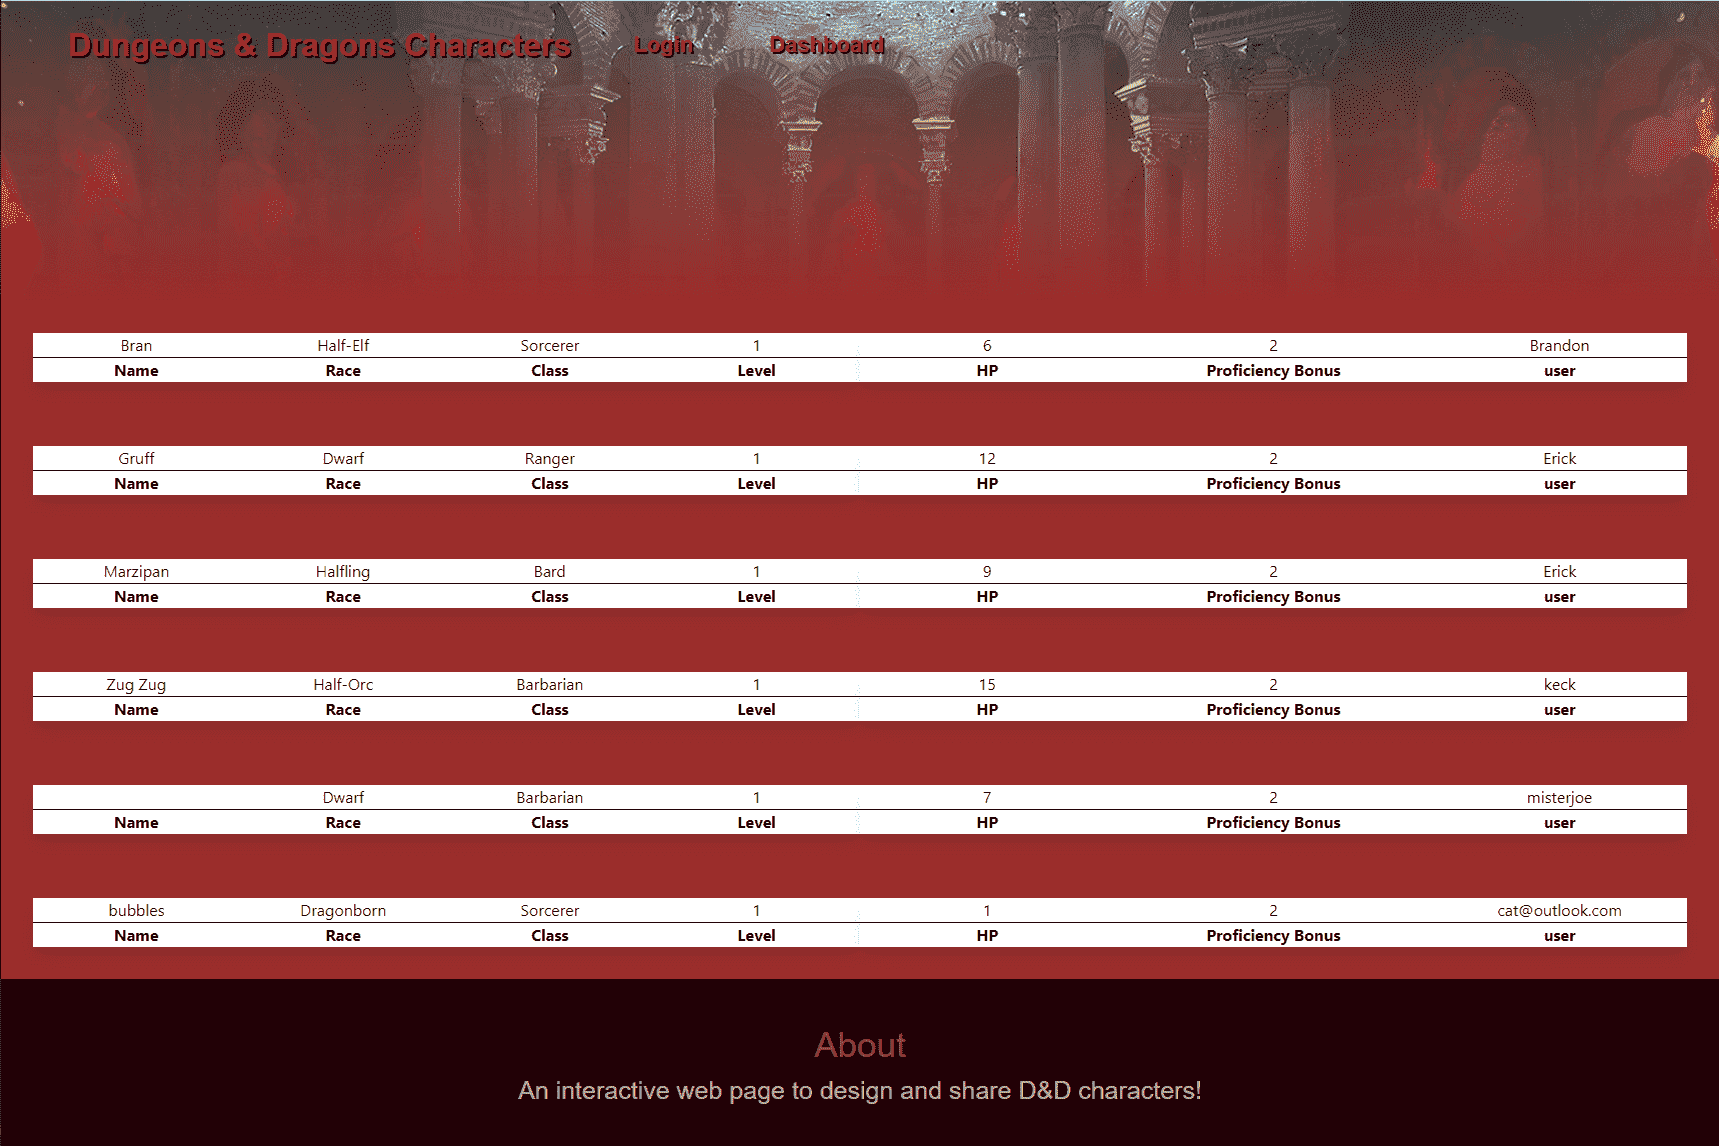 Dungeons & Dragons Characters Login Dashboard
Bran Half-Elf Sorcerer 1 6 2 Brandon
Name Race Class Level HP Proficiency Bonus user
Gruff Dwarf Ranger 1 12 2 Erick
Name Race Class Level HP Proficiency Bonus user
Marzipan Halfling Bard 1 9 2 Erick
Name Race Class Level HP Proficiency Bonus user
Zug Zug Half-Orc Barbarian 1 15 2 keck
Name Race Class Level HP Proficiency Bonus user
Dwarf Barbarian 1 7 2 misterjoe
Name Race Class Level HP Proficiency Bonus user
bubbles Dragonborn Sorcerer 1 1 2 cat@outlook.com
Name Race Class Level HP Proficiency Bonus user
About
An interactive web page to design and share D&D characters!